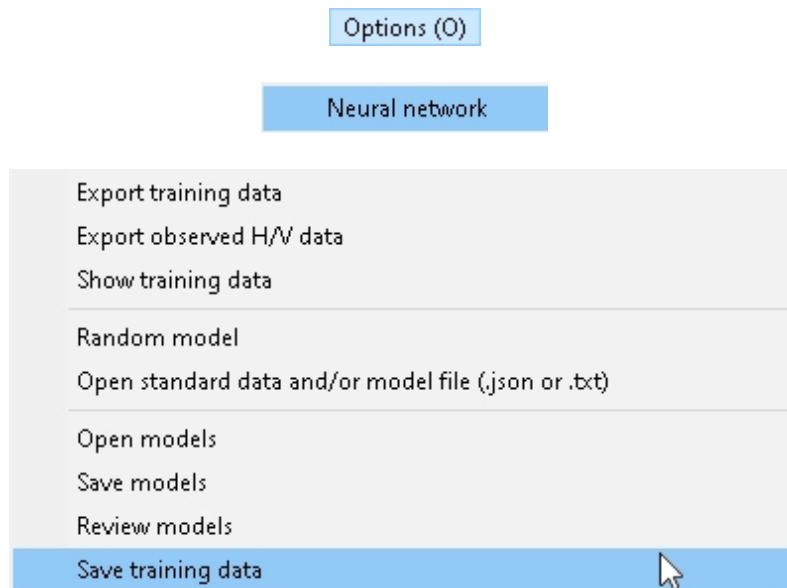 Options (O)
Neural network
Export training data
Export observed H/V data
Show training data
Random model
Open standard data and/or model file (.json or .txt)
Open models
Save models
Review models
Save training data